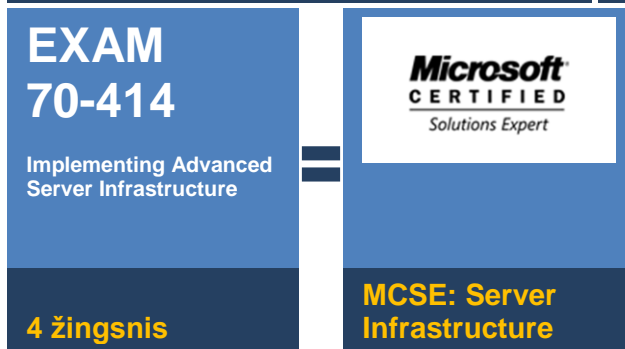 EXAM
70-414
Implementing Advanced
Server Infrastructure
4 žingsnis
Microsoft
CERTIFIED
Solutions Expert
MCSE: Server
Infrastructure